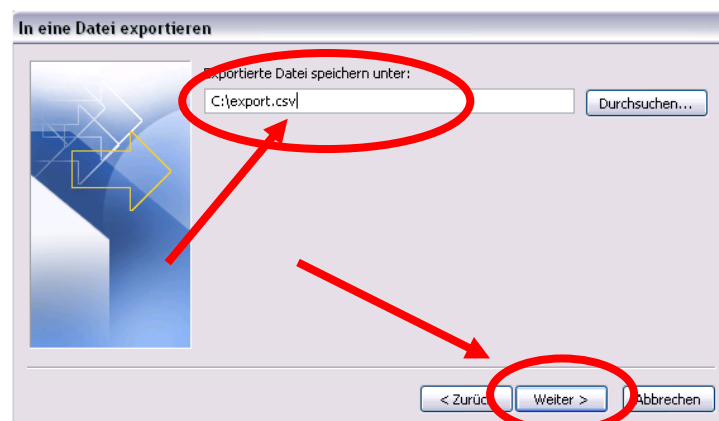 In eine Datei exportieren
Exportierte Datei speichern unter:
C:\export.csv
Durchsuchen...
< Zurück
Weiter >
Abbrechen